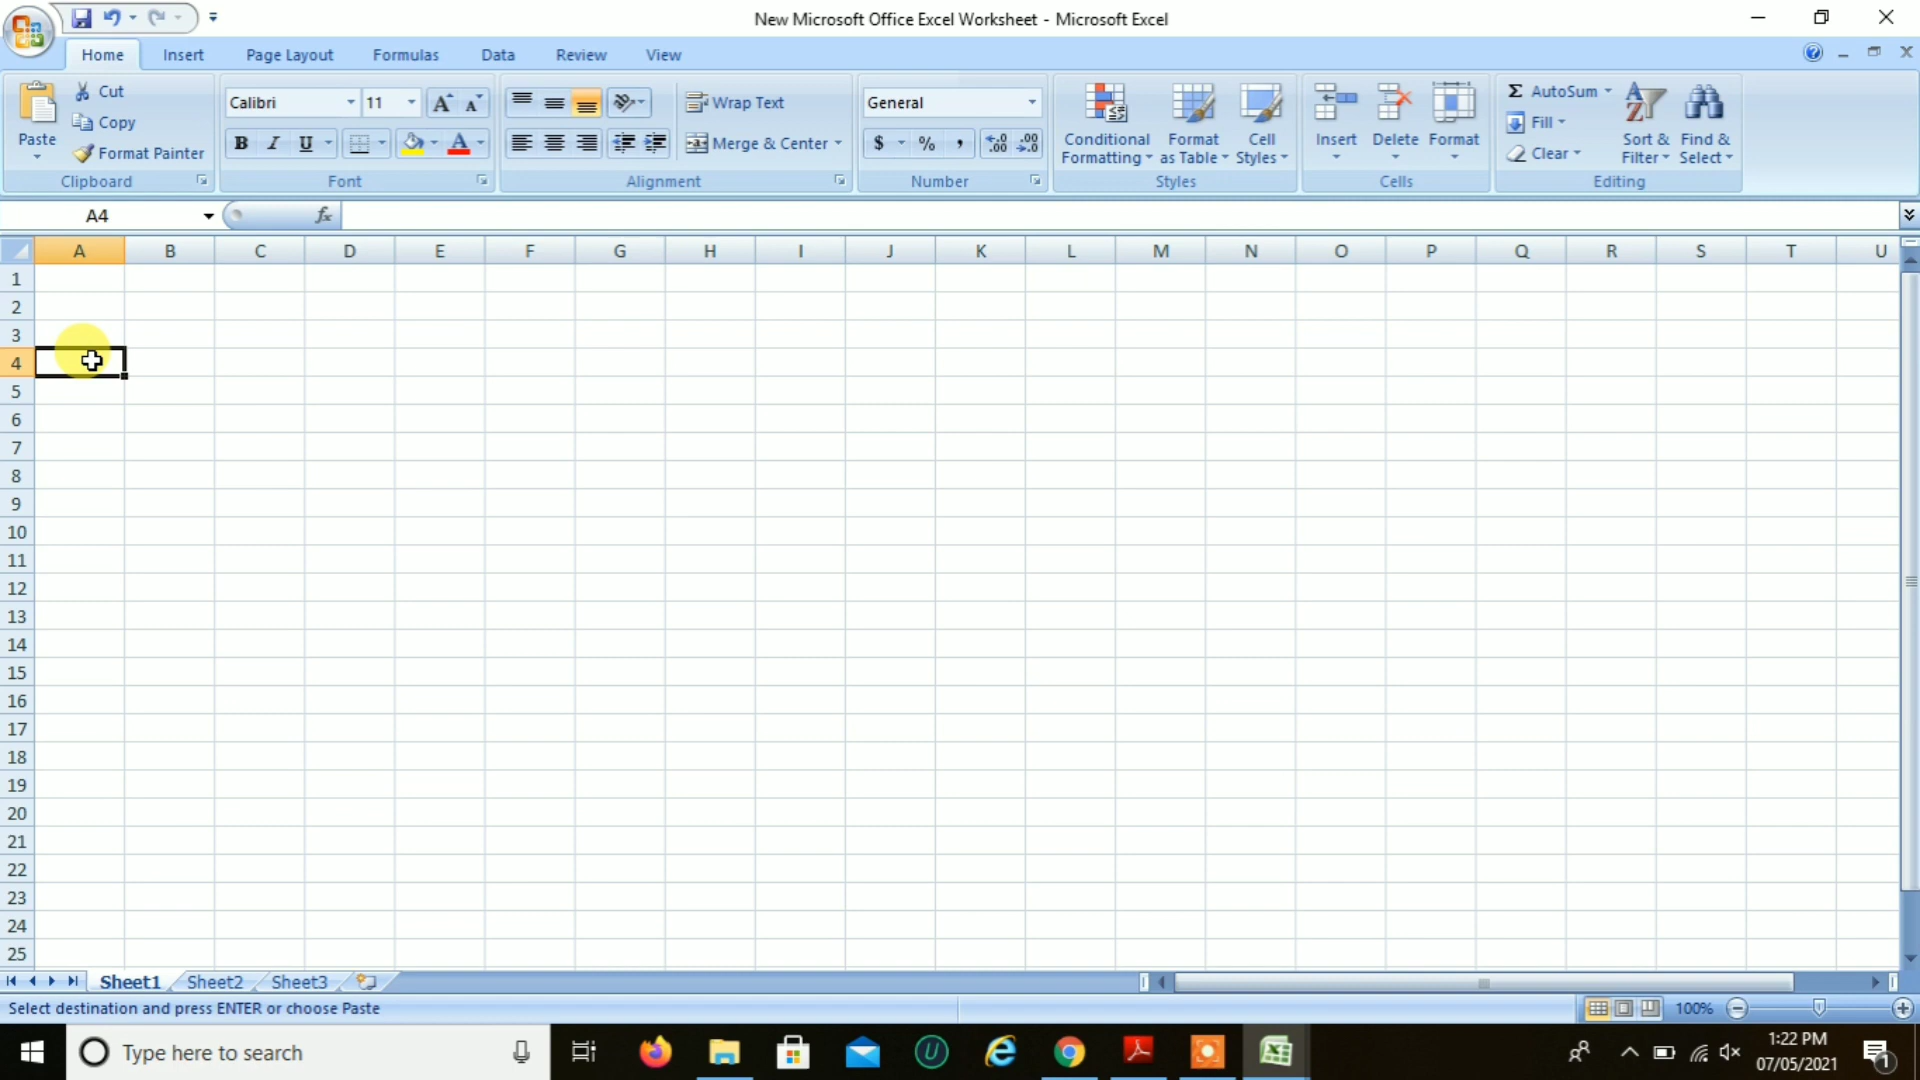 New Microsoft Office Excel Worksheet - Microsoft Excel
Home Insert Page Layout Formulas Data Review View
Paste
Cut
Copy
Format Painter
Clipboard
Calibri 11
B I U A
Font
Wrap Text
Merge & Center
Alignment
General
$ % , .0 .00 .00 .0
Number
Conditional Formatting
Format as Table
Cell Styles
Styles
Insert Delete Format
Cells
Σ AutoSum
Fill
Clear
Sort & Filter
Find & Select
Editing
A4 fx
A B C D E F G H I J K L M N O P Q R S T U
1
2
3
4
5
6
7
8
9
10
11
12
13
14
15
16
17
18
19
20
21
22
23
24
25
Sheet1 Sheet2 Sheet3
Select destination and press ENTER or choose Paste
100%
Type here to search
1:22 PM
07/05/2021
1